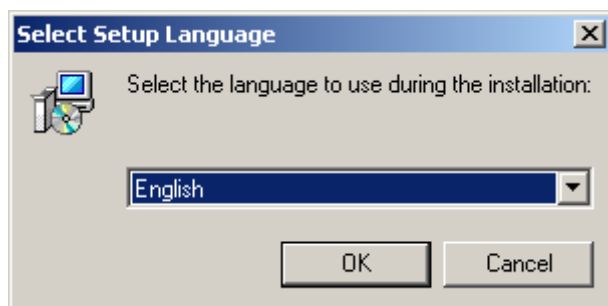 Select Setup Language
Select the language to use during the installation:
English
OK
Cancel